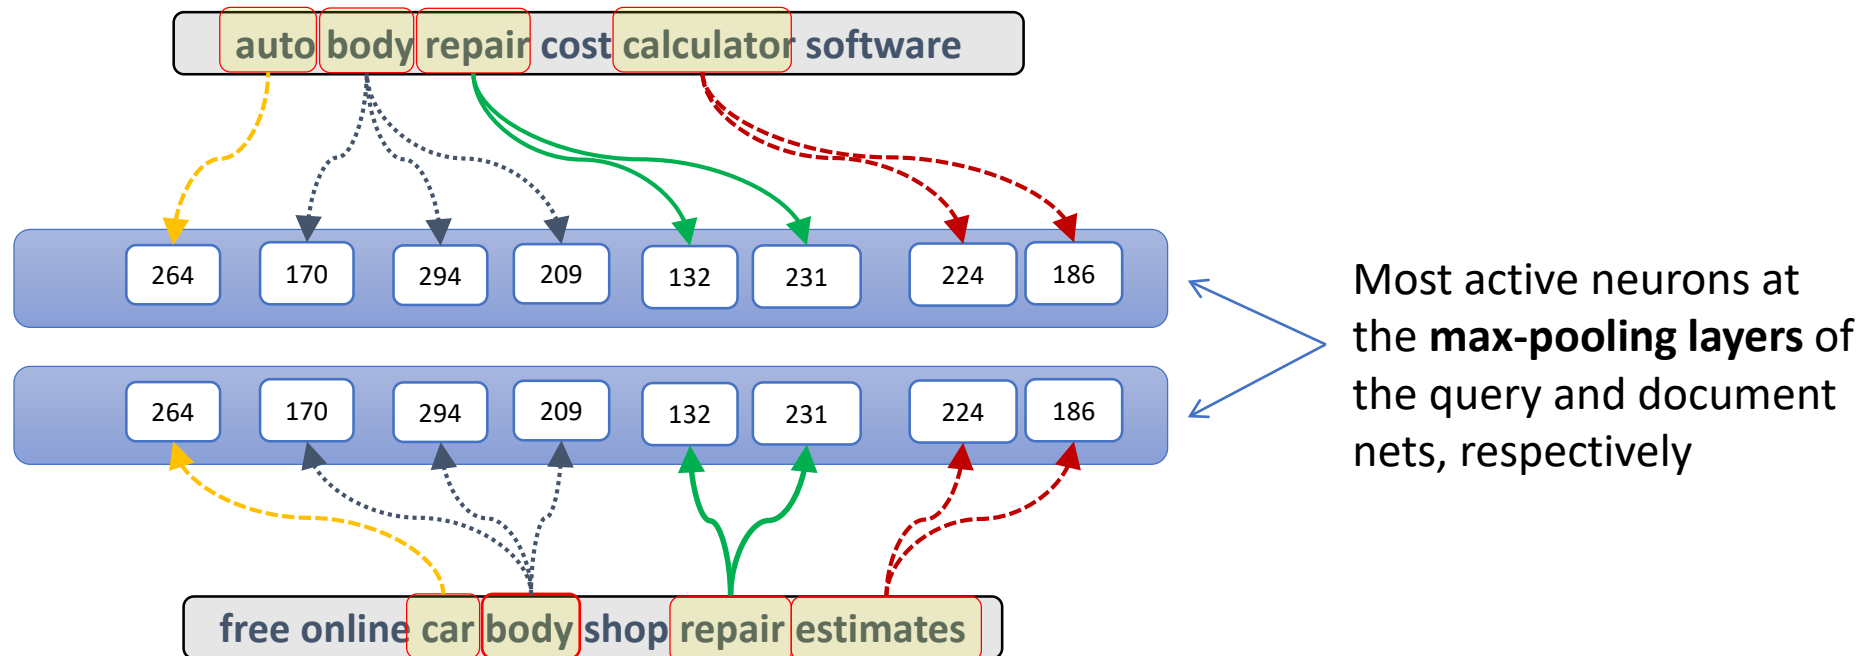 auto body repair cost calculator software
264 170 294 209 132 231 224 186
264 170 294 209 132 231 224 186
free online car body shop repair estimates
Most active neurons at
the max-pooling layers of
the query and document
nets, respectively